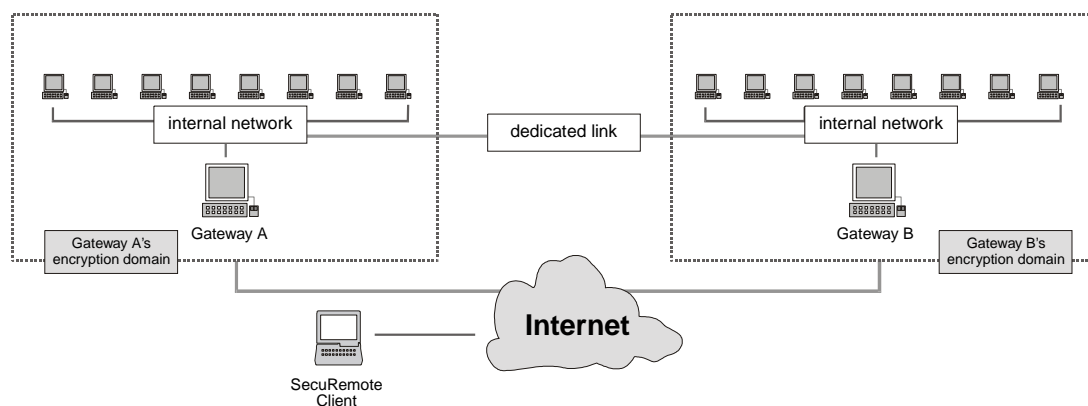 internal network
dedicated link
internal network
Gateway A
Gateway B
Gateway A's
encryption domain
Gateway B's
encryption domain
Internet
SecuRemote
Client